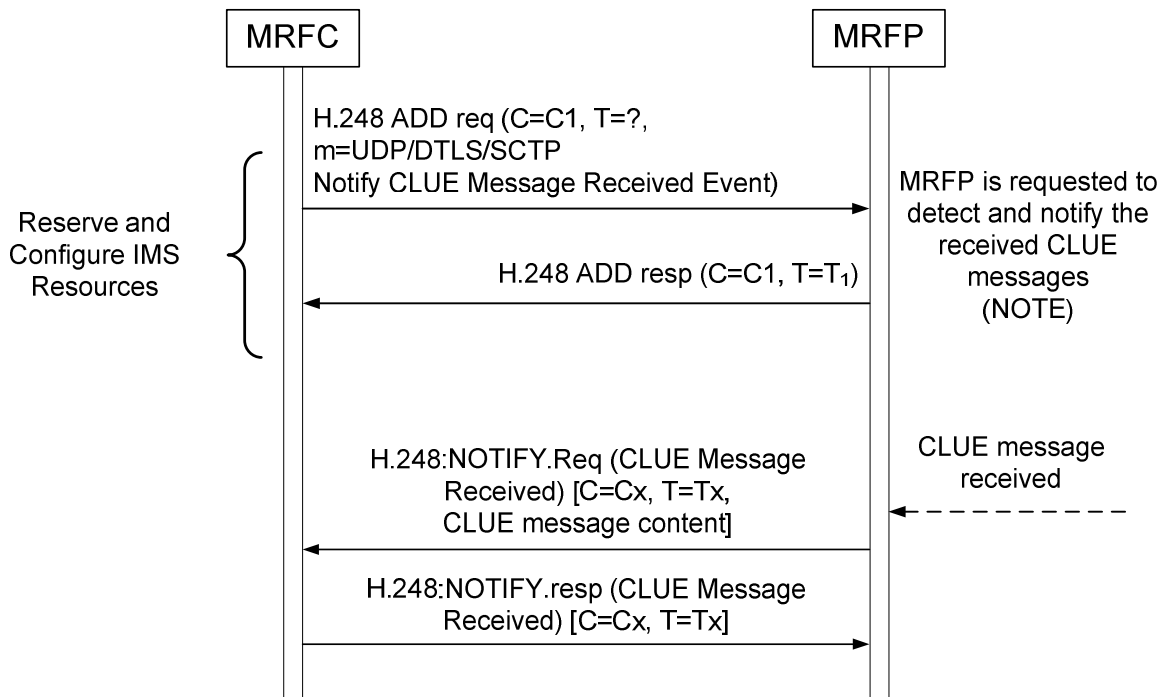 MRFC
MRFP
H.248 ADD req (C=C1, T=?,
m=UDP/DTLS/SCTP
Notify CLUE Message Received Event)
Reserve and
Configure IMS
Resources
MRFP is requested to
detect and notify the
received CLUE
messages
(NOTE)
H.248 ADD resp (C=C1, T=T₁)
CLUE message
received
H.248:NOTIFY.Req (CLUE Message
Received) [C=Cx, T=Tx,
CLUE message content]
H.248:NOTIFY.resp (CLUE Message
Received) [C=Cx, T=Tx]